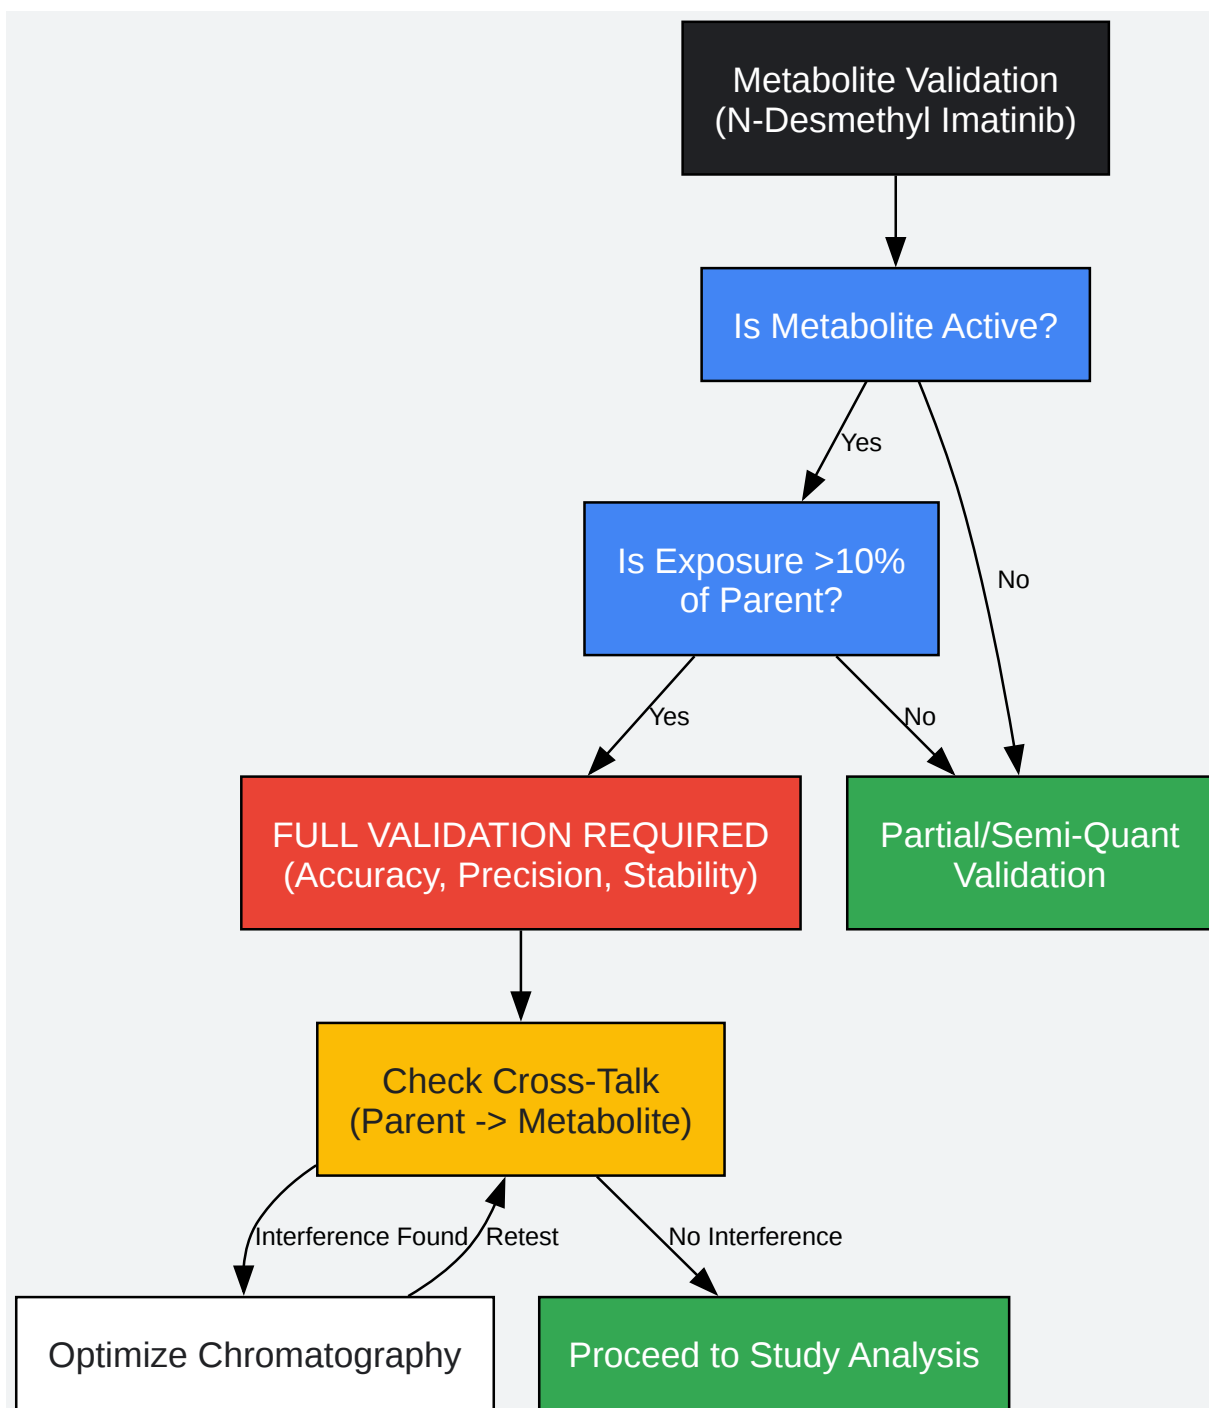 Metabolite Validation
(N-Desmethyl Imatinib)
Is Metabolite Active?
Yes
Is Exposure >10%
of Parent?
No
Yes
No
FULL VALIDATION REQUIRED
(Accuracy, Precision, Stability)
Partial/Semi-Quant
Validation
Check Cross-Talk
(Parent -> Metabolite)
Interference Found
Retest
No Interference
Optimize Chromatography
Proceed to Study Analysis